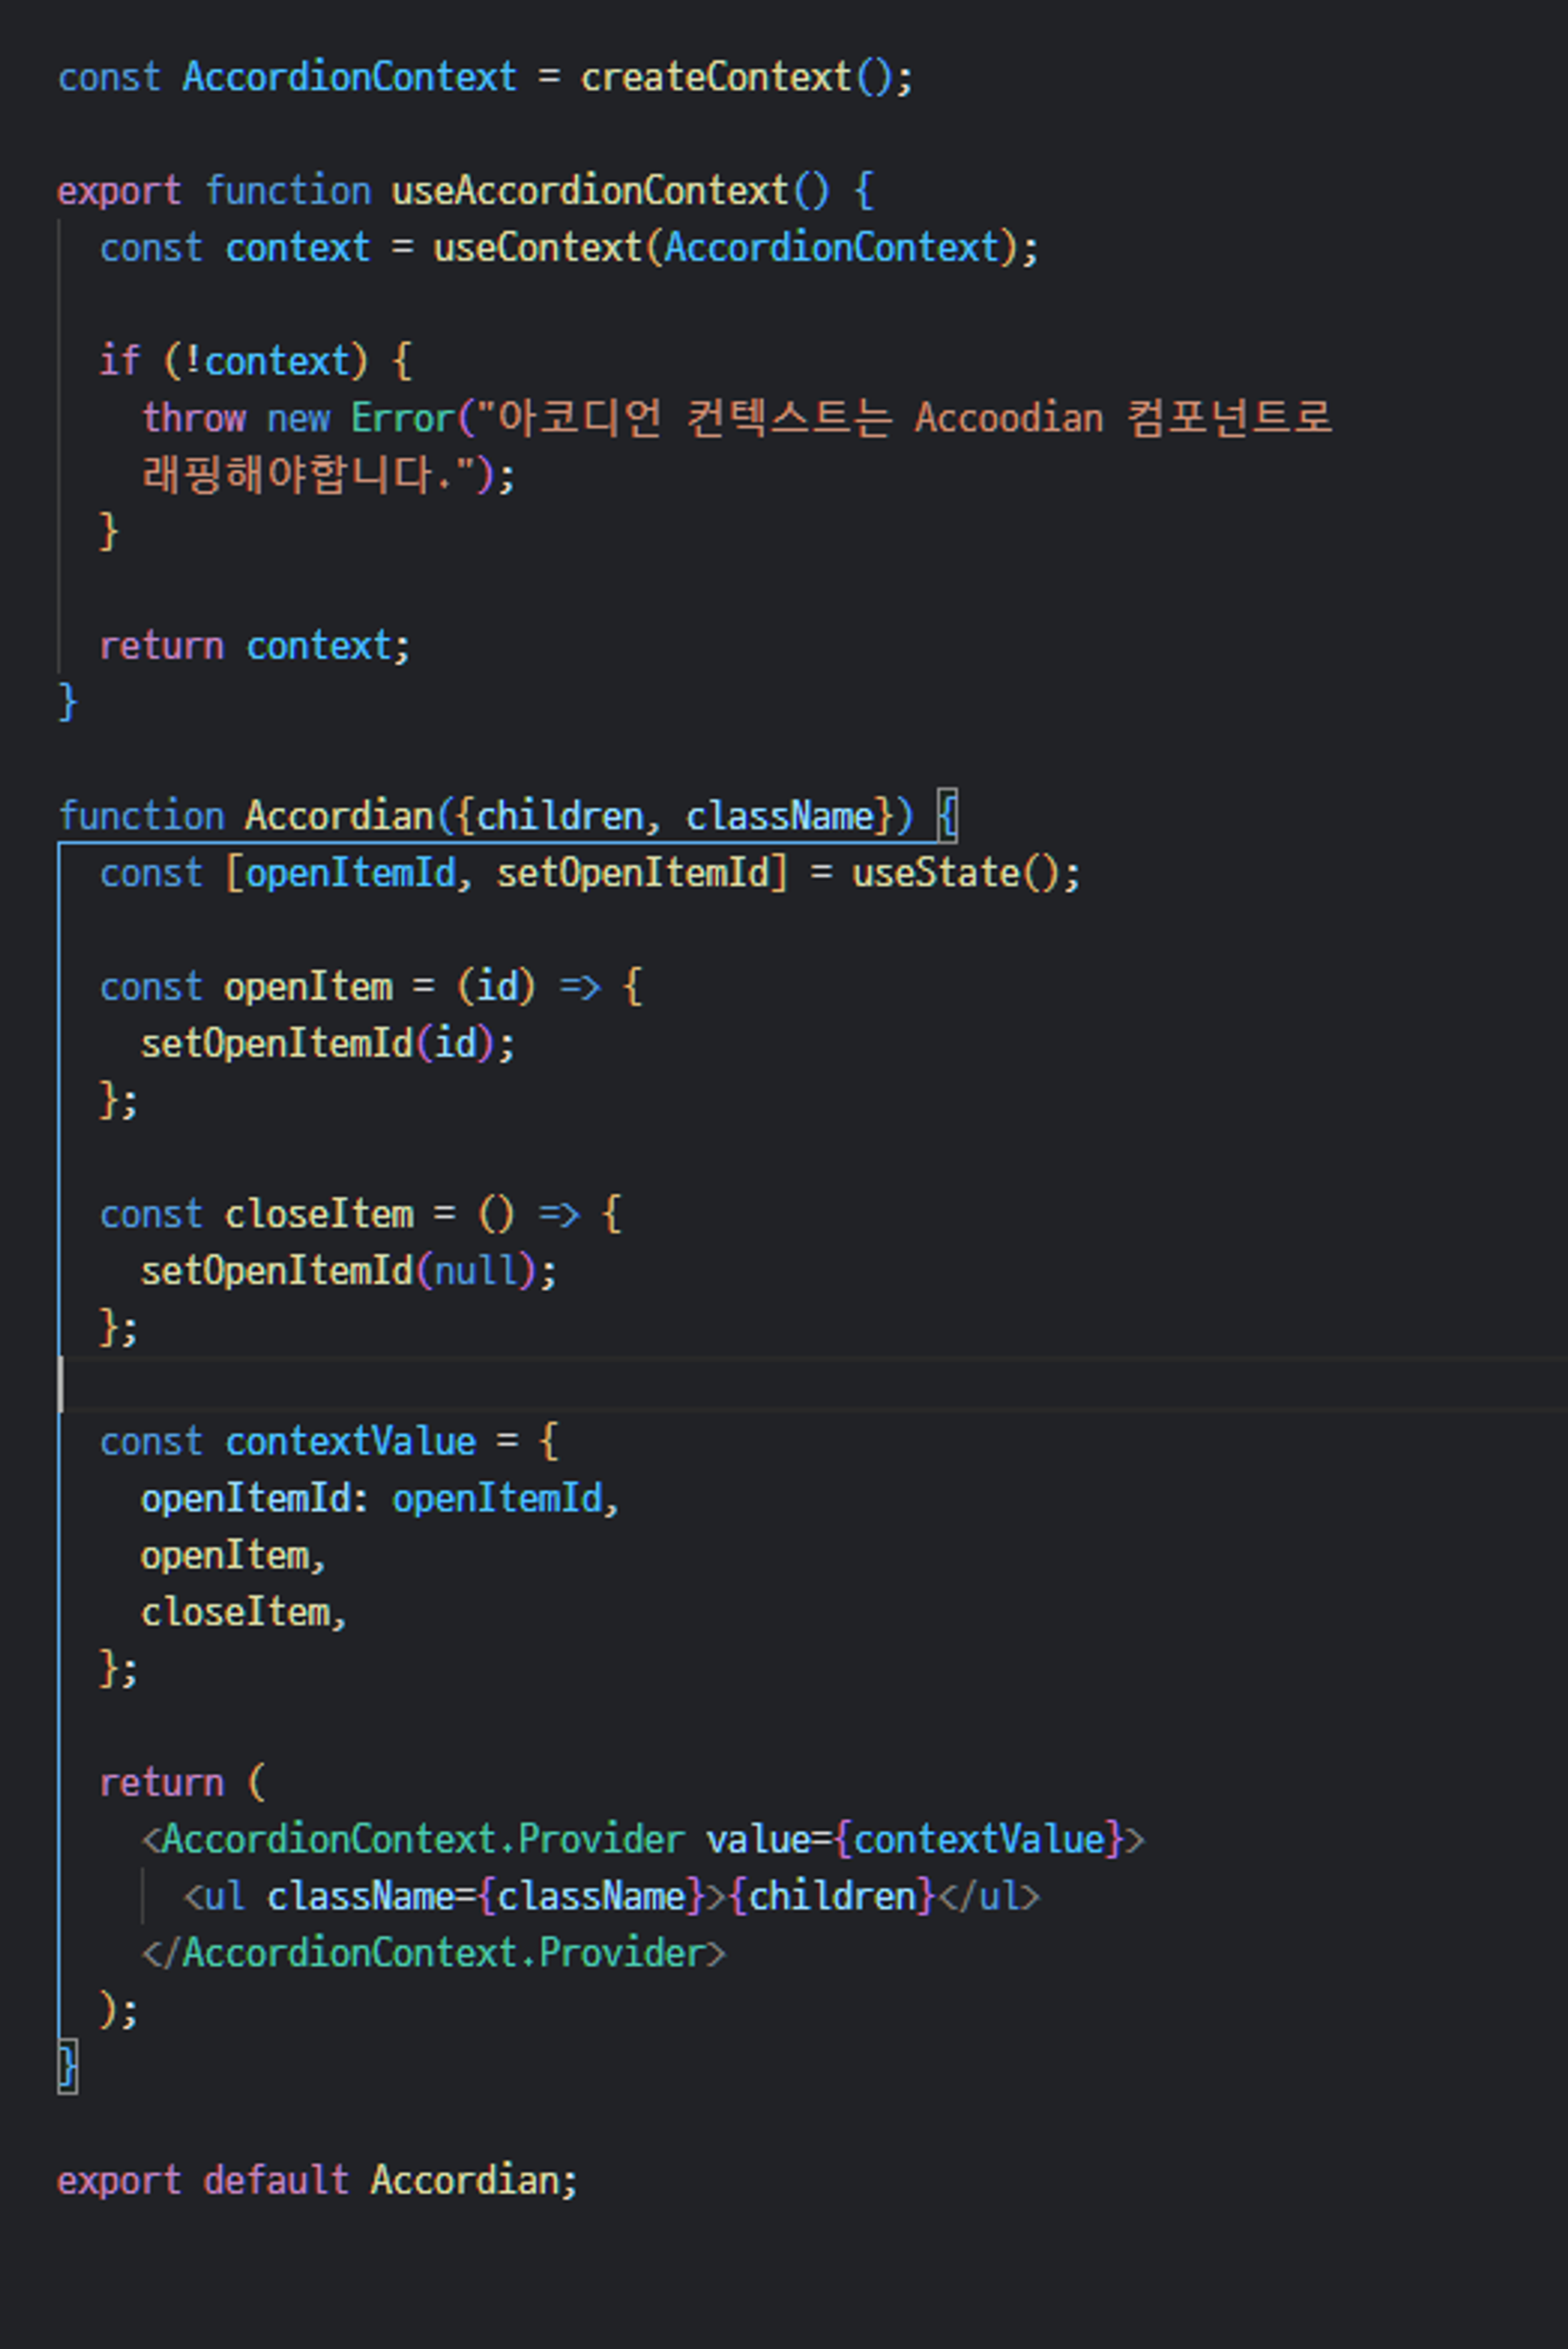 const AccordionContext = createContext();
export function useAccordionContext() {
const context = useContext(AccordionContext);
if (!context) {
throw new Error("아코디언 컨텍스트는 Accoodian 컴포넌트로
래핑해야합니다.");
}
return context;
}
function Accordian({children, className}) {
const [openItemId, setOpenItemId] = useState();
const openItem = (id) => {
setOpenItemId(id);
};
const closeItem = () => {
setOpenItemId(null);
};
const contextValue = {
openItemId: openItemId,
openItem,
closeItem,
};
return (
<AccordionContext.Provider value={contextValue}>
<ul className={className}>{children}</ul>
</AccordionContext.Provider>
);
}
export default Accordian;